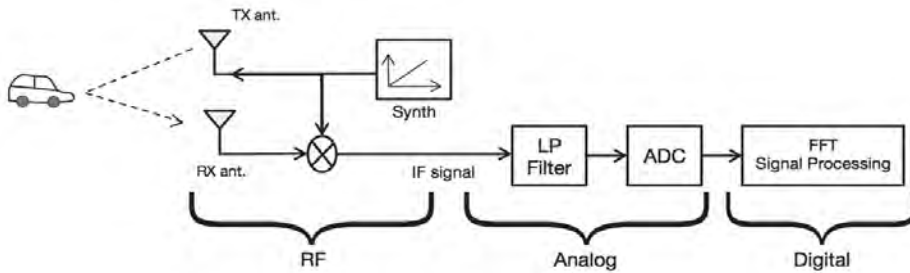 TX ant.
Synth
RX ant.
IF signal
LP
Filter
ADC
FFT
Signal Processing
RF
Analog
Digital